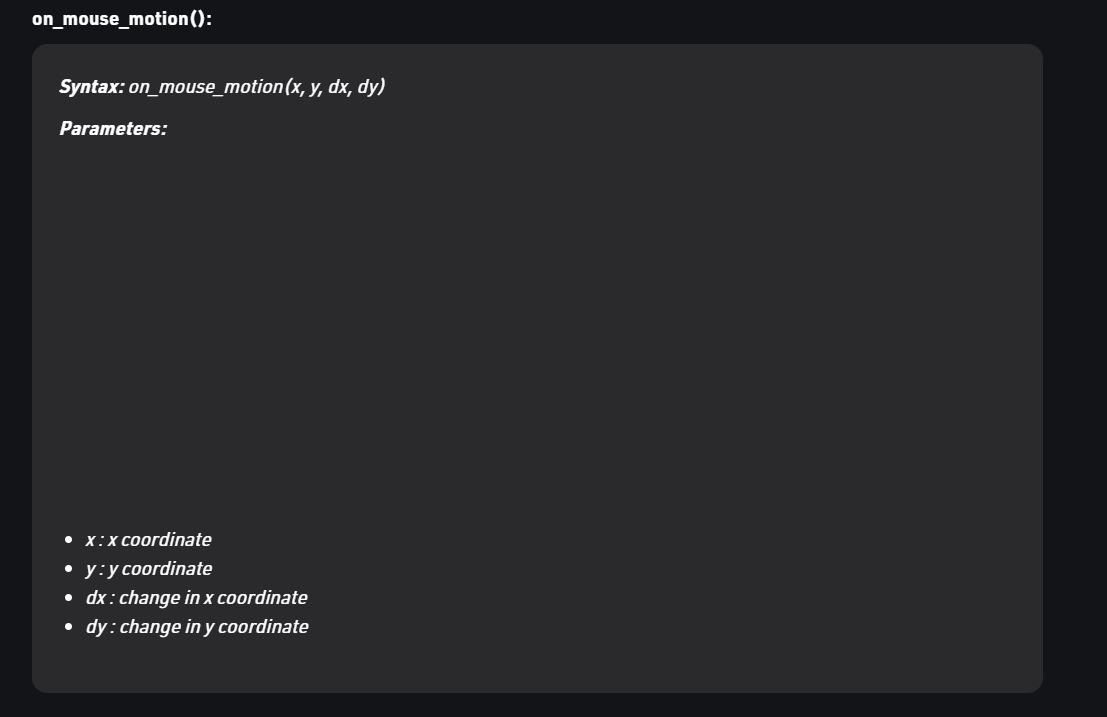 on_mouse_motion():
Syntax: on_mouse_motion(x, y, dx, dy)
Parameters:
• x : x coordinate
• y : y coordinate
• dx : change in x coordinate
• dy : change in y coordinate